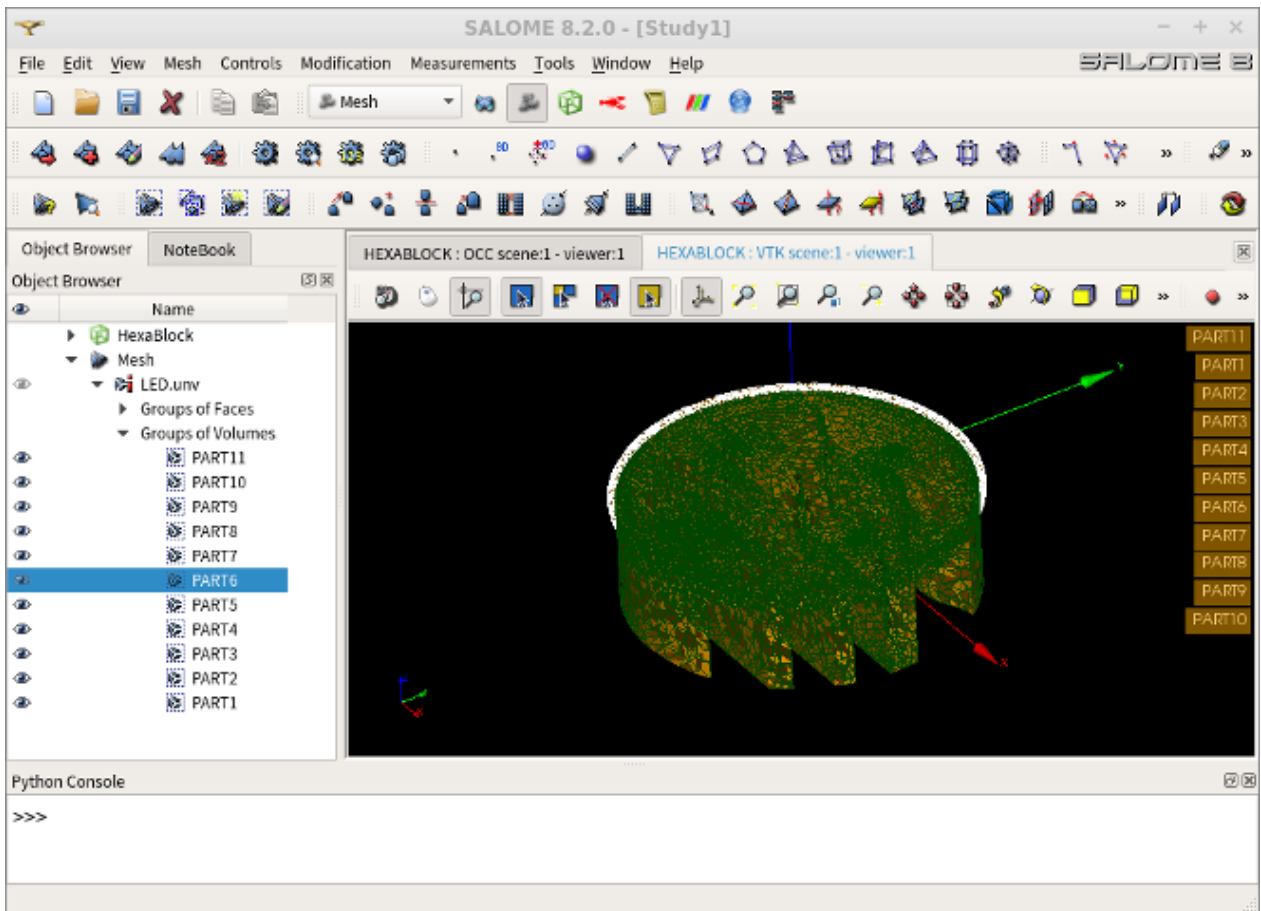 SALOME 8.2.0 - [Study1]
File Edit View Mesh Controls Modification Measurements Tools Window Help
SALOME 8
Mesh
Object Browser NoteBook
HEXABLOCK : OCC scene:1 - viewer:1 HEXABLOCK : VTK scene:1 - viewer:1
Object Browser
Name
HexaBlock
Mesh
LED.unv
Groups of Faces
Groups of Volumes
PART11
PART10
PART9
PART8
PART7
PART6
PART5
PART4
PART3
PART2
PART1
PART11
PART1
PART2
PART3
PART4
PART5
PART6
PART7
PART8
PART9
PART10
X
Python Console
>>>